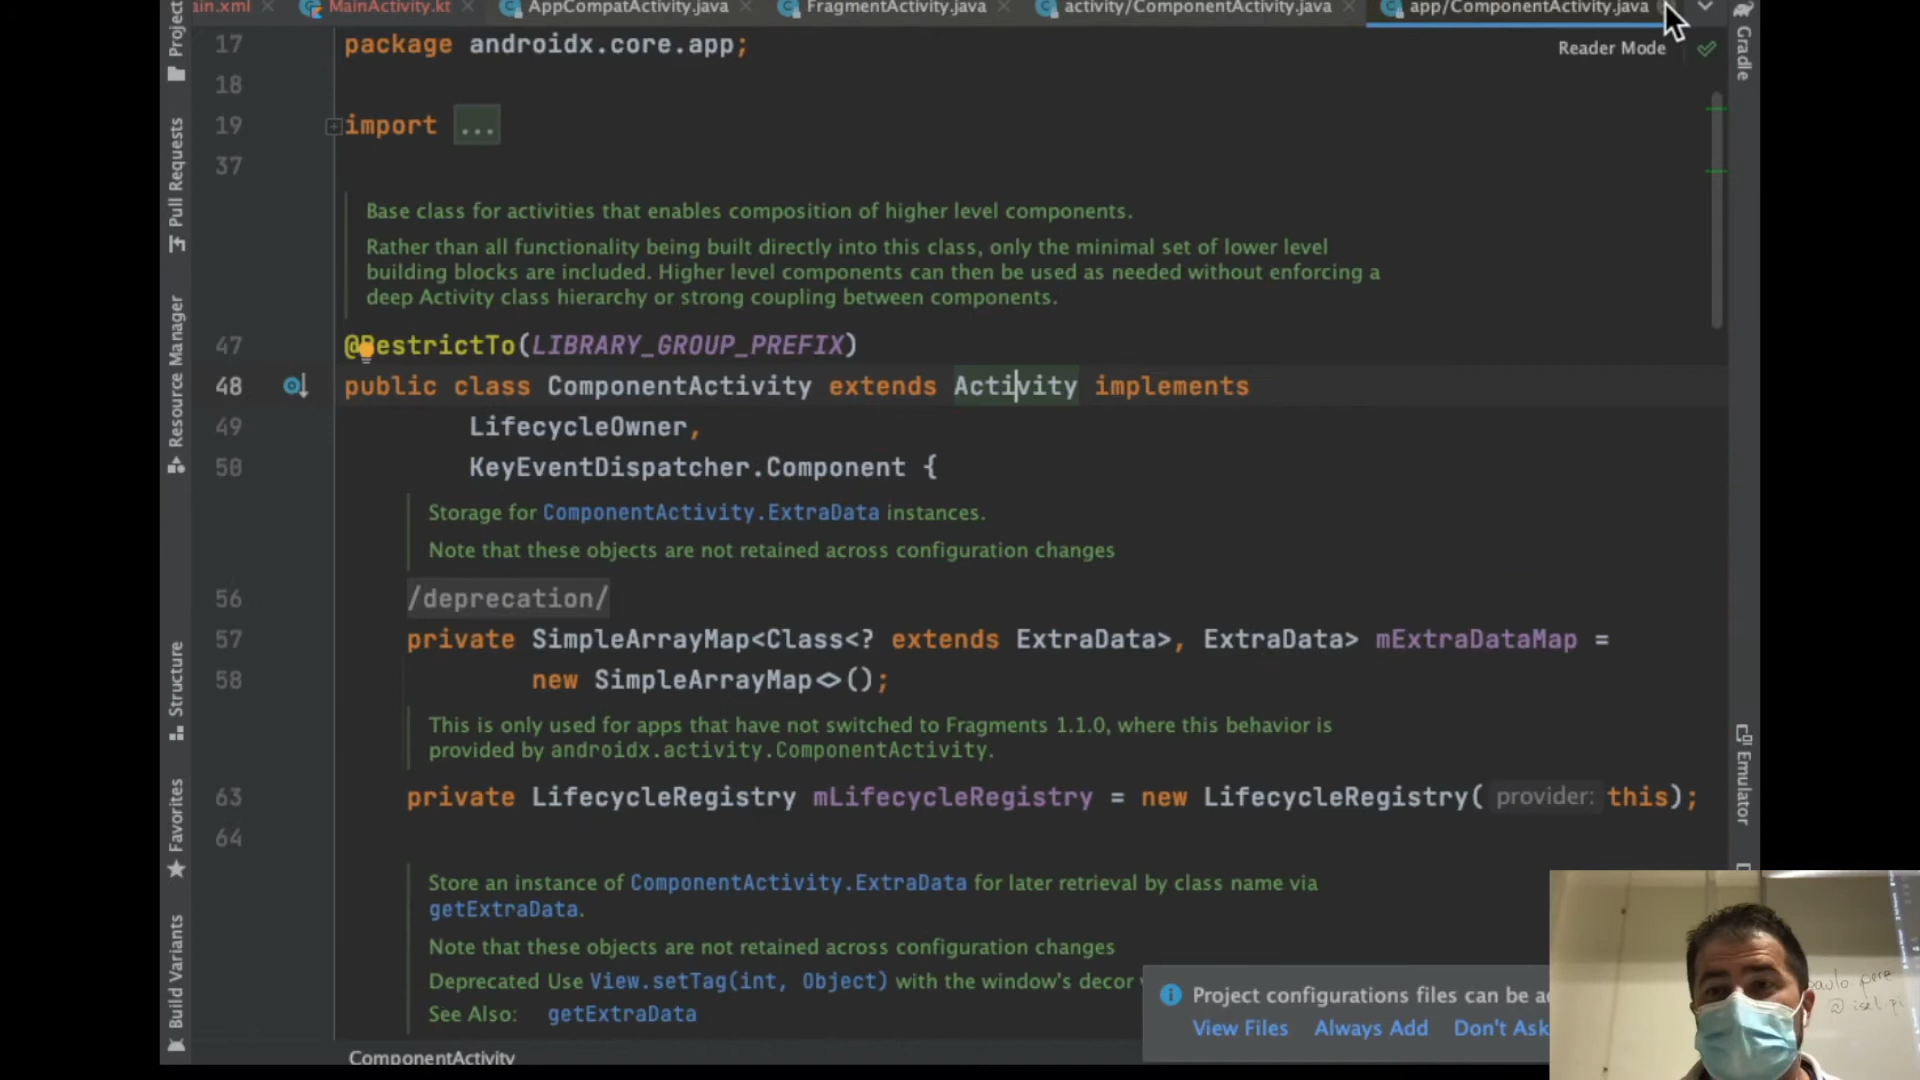 ain.xml MainActivity.kt AppCompatActivity.java FragmentActivity.java activity/ComponentActivity.java app/ComponentActivity.java
Reader Mode
17 package androidx.core.app;
18
19 import ...
37
Base class for activities that enables composition of higher level components.
Rather than all functionality being built directly into this class, only the minimal set of lower level
building blocks are included. Higher level components can then be used as needed without enforcing a
deep Activity class hierarchy or strong coupling between components.
47 @RestrictTo(LIBRARY_GROUP_PREFIX)
48 public class ComponentActivity extends Activity implements
49 LifecycleOwner,
50 KeyEventDispatcher.Component {
Storage for ComponentActivity.ExtraData instances.
Note that these objects are not retained across configuration changes
56 /deprecation/
57 private SimpleArrayMap<Class<? extends ExtraData>, ExtraData> mExtraDataMap =
58 new SimpleArrayMap<>();
This is only used for apps that have not switched to Fragments 1.1.0, where this behavior is
provided by androidx.activity.ComponentActivity.
63 private LifecycleRegistry mLifecycleRegistry = new LifecycleRegistry( provider: this);
64
Store an instance of ComponentActivity.ExtraData for later retrieval by class name via
getExtraData.
Note that these objects are not retained across configuration changes
Deprecated Use View.setTag(int, Object) with the window's decor
See Also: getExtraData
ComponentActivity
Project configurations files can be
View Files Always Add Don't Ask
Project
Pull Requests
Resource Manager
Structure
Favorites
Build Variants
Gradle
Emulator